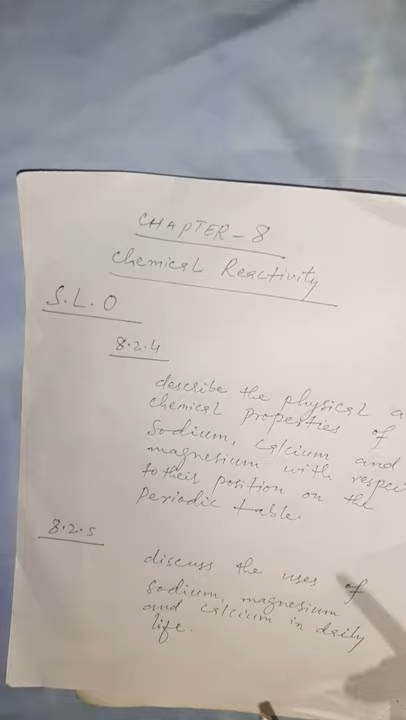 CHAPTER-8
Chemical Reactivity
S.L.O
8.2.4
describe the physical a
chemical properties of
Sodium, calcium and
magnesium with respec
to their position on the
Periodic table.
8.2.5
discuss the uses of
Sodium, magnesium
and calcium in daily
life.